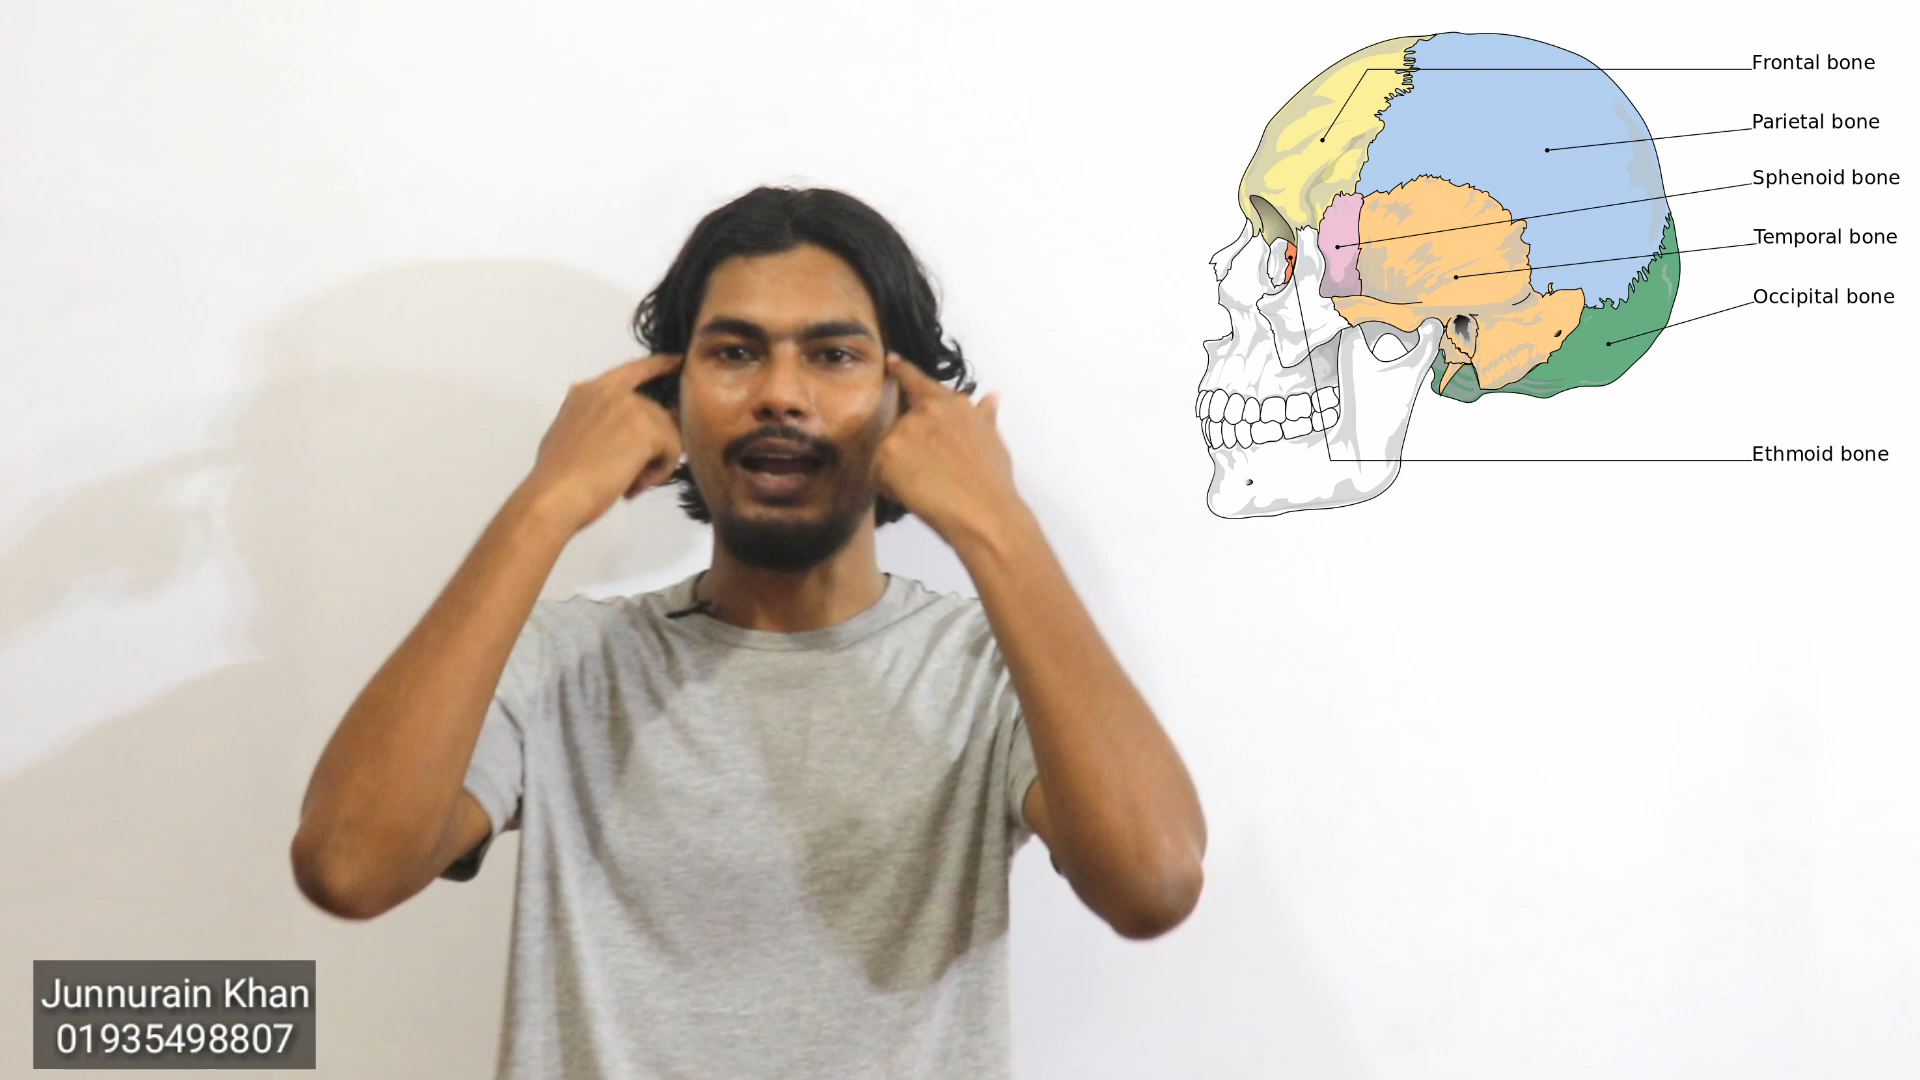 Frontal bone
Parietal bone
Sphenoid bone
Temporal bone
Occipital bone
Ethmoid bone
Junnurain Khan
01935498807